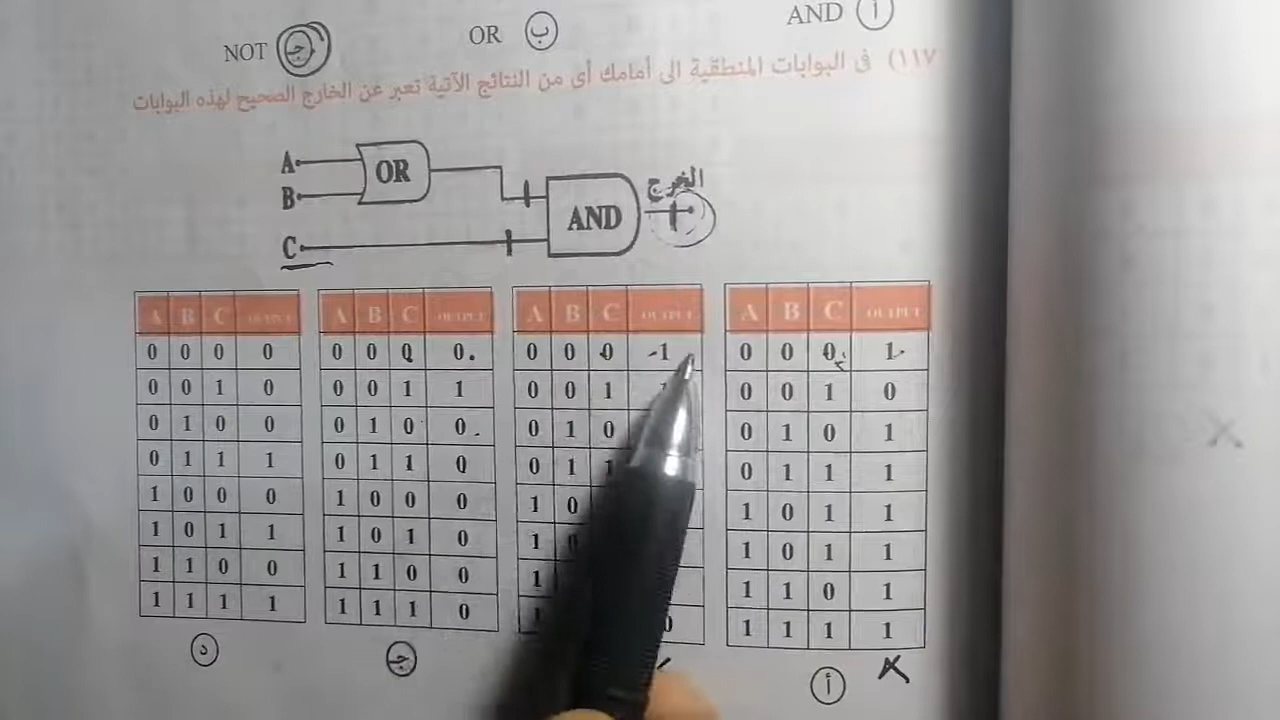 أ AND
ب OR
ج NOT
١١٧) فى البوابات المنطقية الى أمامك أى من النتائج الآتية تعبر عن الخارج الصحيح لهذه البوابات
A
B
OR
C
AND
الخرج
A B C OUTPUT
0 0 0 1
0 0 1 0
0 1 0 1
0 1 1 1
1 0 1 1
1 0 1 1
1 1 0 1
1 1 1 1
أ
A B C OUTPUT
0 0 0 1
0 0 1
0 1 0
0 1 1
1 0
1 0
1
0
A B C OUTPUT
0 0 0 0
0 0 1 1
0 1 0 0
0 1 1 0
1 0 0 0
1 0 1 0
1 1 0 0
1 1 1 0
ج
A B C OUTPUT
0 0 0 0
0 0 1 0
0 1 0 0
0 1 1 1
1 0 0 0
1 0 1 1
1 1 0 0
1 1 1 1
د